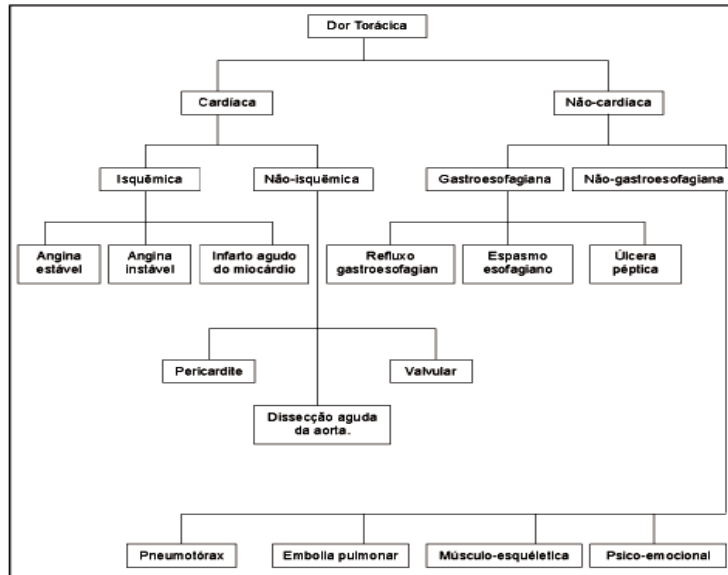 Dor Torácica
Cardíaca
Não-cardíaca
Isquêmica
Não-isquêmica
Gastroesofagiana
Não-gastroesofagiana
Angina
estável
Angina
instável
Infarto agudo
do miocárdio
Refluxo
gastroesofagian
Espasmo
esofagiano
Úlcera
péptica
Pericardite
Valvular
Dissecção aguda
da aorta.
Pneumotórax
Embolia pulmonar
Músculo-esquéletica
Psico-emocional